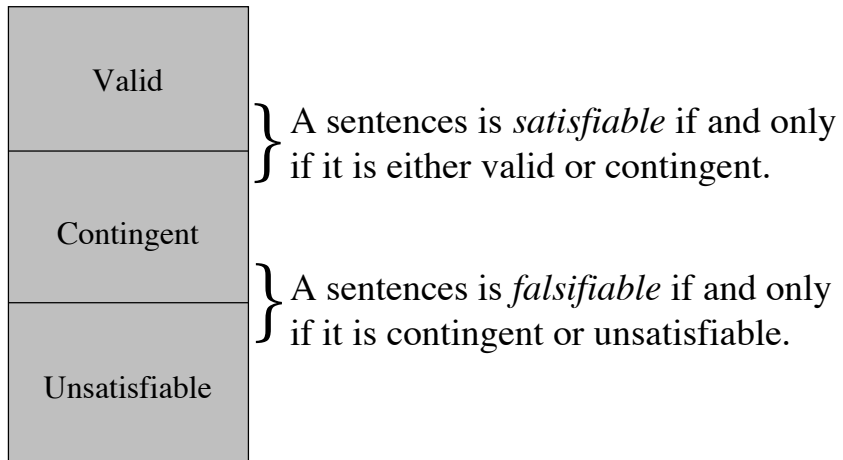 Valid
} A sentences is satisfiable if and only
if it is either valid or contingent.
Contingent
} A sentences is falsifiable if and only
if it is contingent or unsatisfiable.
Unsatisfiable